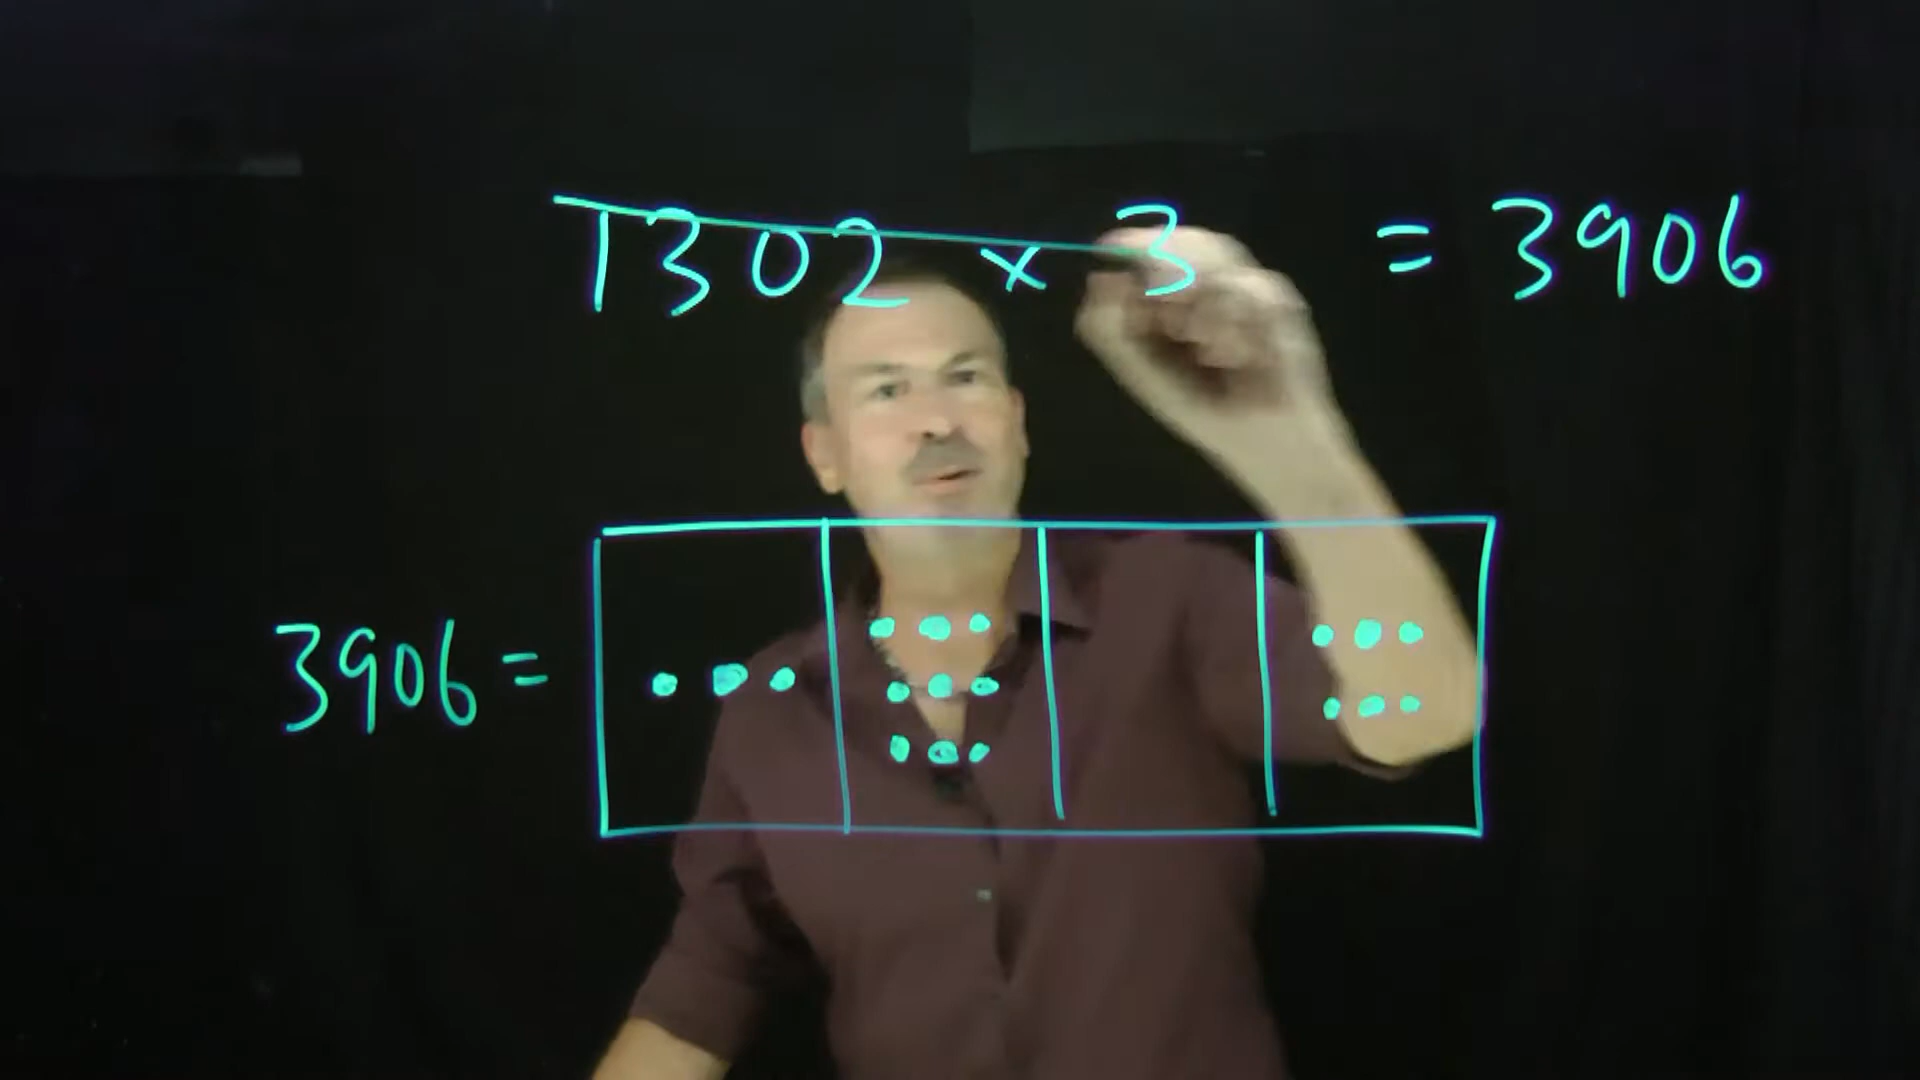 1302 × 3 = 3906
3906 =